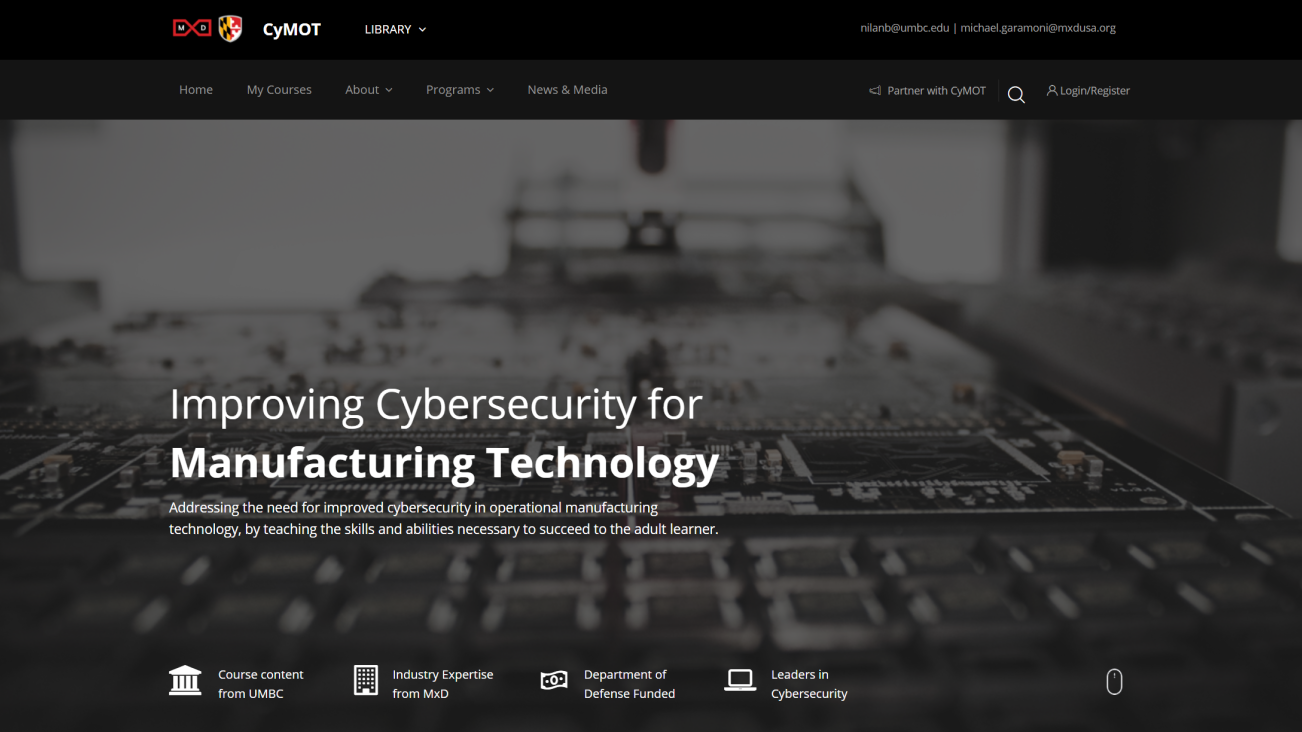 M D CyMOT LIBRARY nilanb@umbc.edu | michael.garamoni@mxdusa.org
Home My Courses About Programs News & Media Partner with CyMOT Login/Register
Improving Cybersecurity for
Manufacturing Technology
Addressing the need for improved cybersecurity in operational manufacturing
technology, by teaching the skills and abilities necessary to succeed to the adult learner.
Course content
from UMBC
Industry Expertise
from MxD
Department of
Defense Funded
Leaders in
Cybersecurity